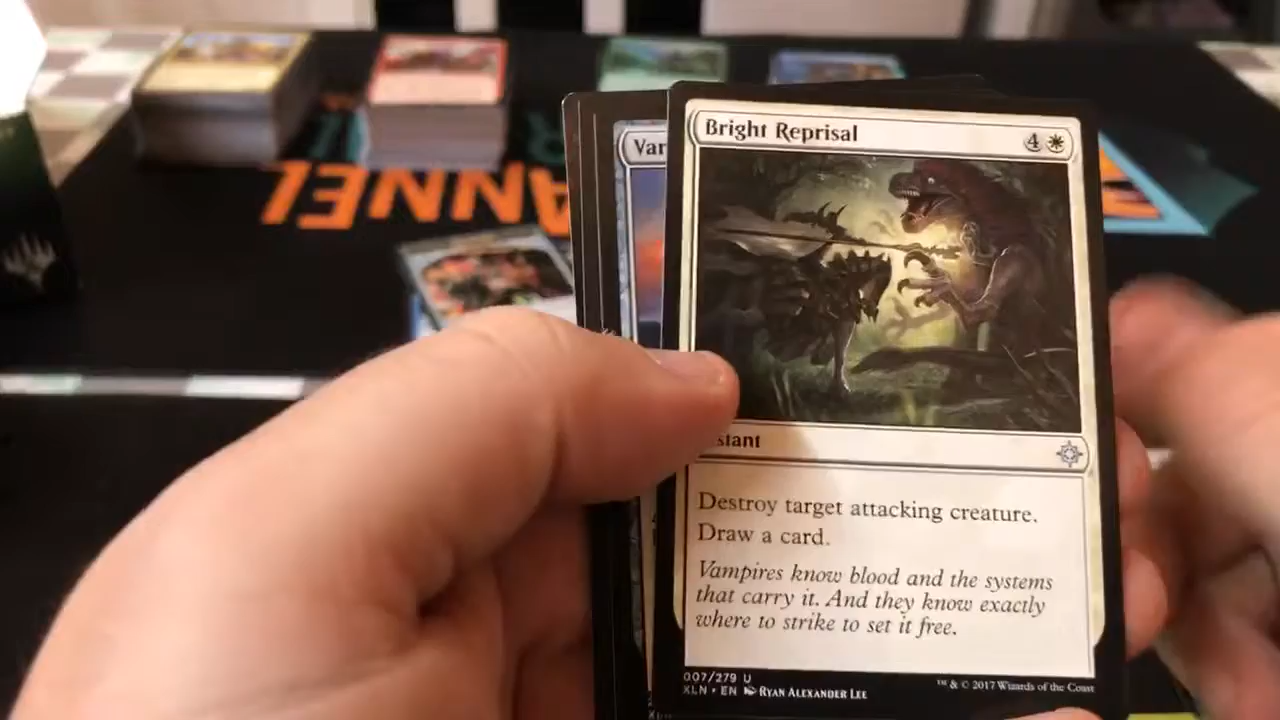 Bright Reprisal 4
Var
stant
Destroy target attacking creature.
Draw a card.
Vampires know blood and the systems
that carry it. And they know exactly
where to strike to set it free.
007/279 U
XLN • EN RYAN ALEXANDER LEE
™ & © 2017 Wizards of the Coast
ANNEL